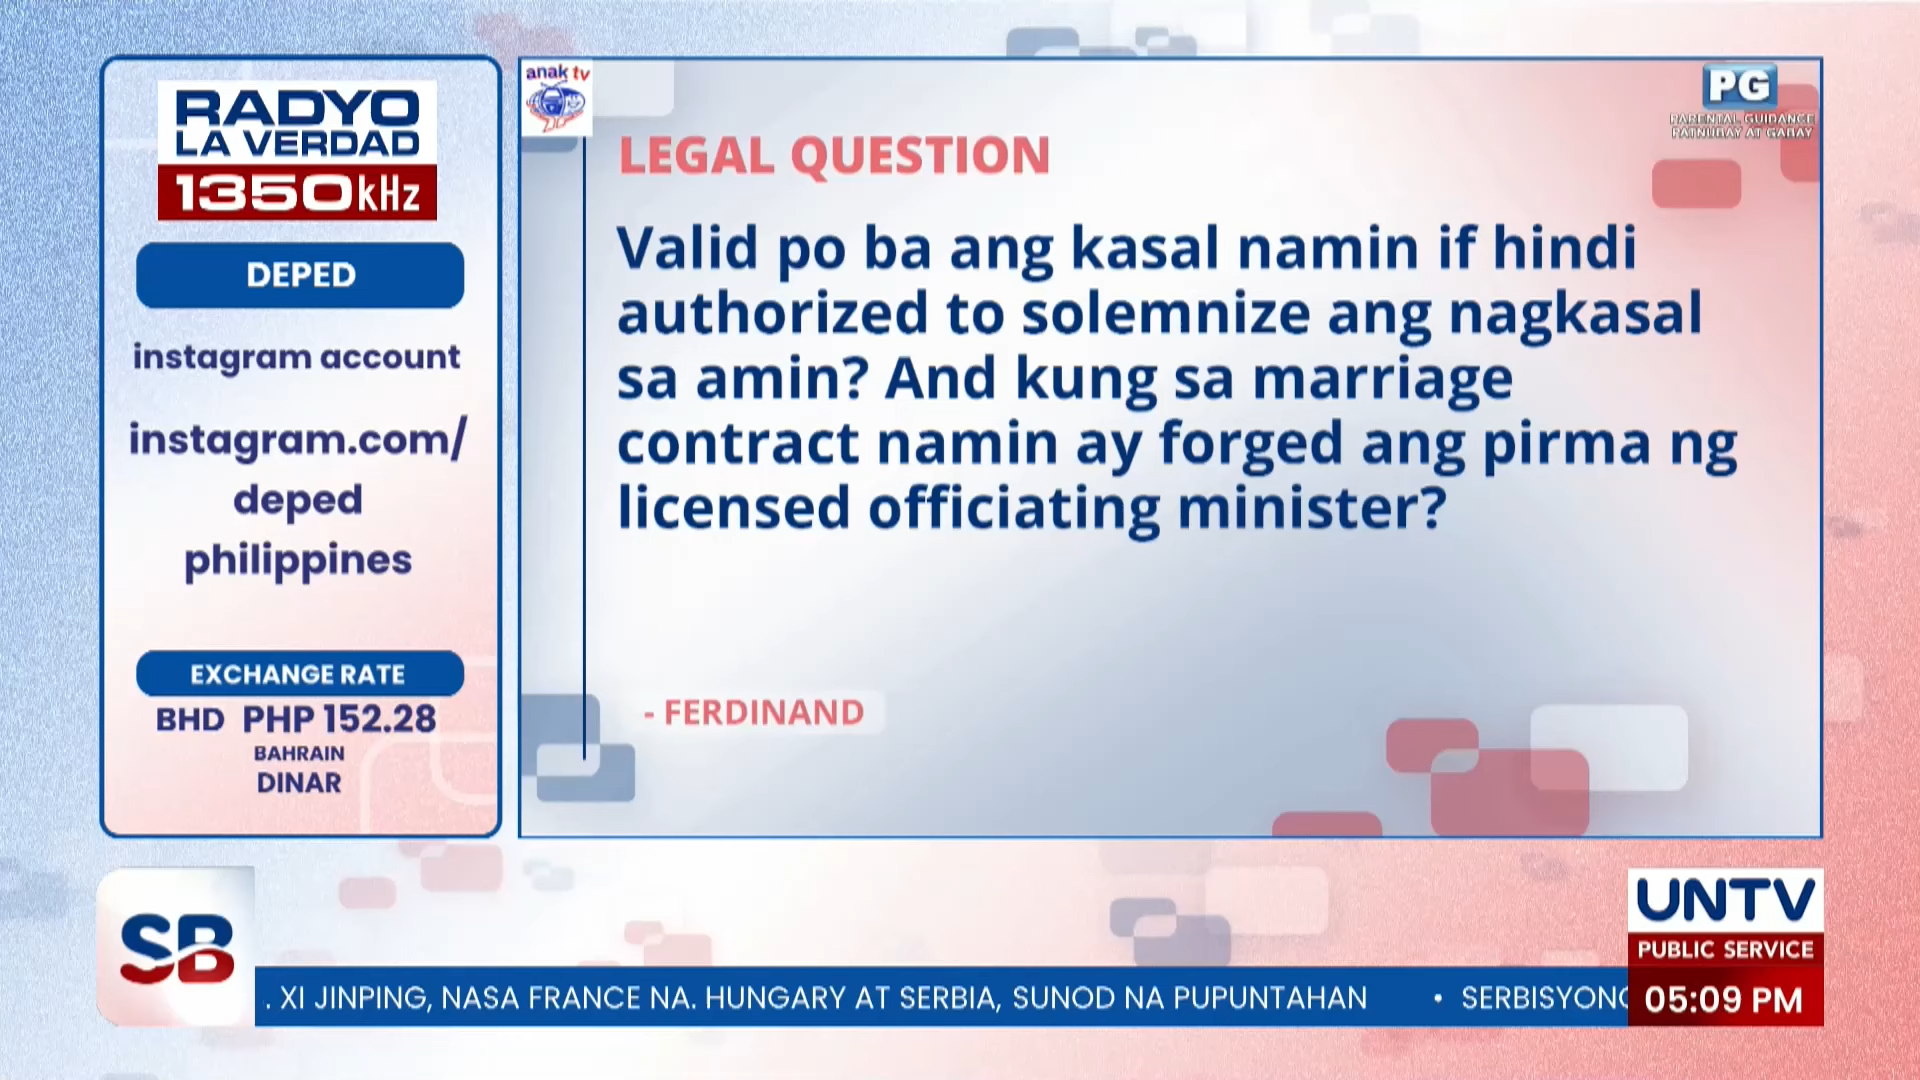 RADYO
LA VERDAD
1350kHz
DEPED
instagram account
instagram.com/
deped
philippines
EXCHANGE RATE
BHD PHP 152.28
BAHRAIN
DINAR
anak tv
PG
PARENTAL GUIDANCE
PATNUBAY AT GABAY
LEGAL QUESTION
Valid po ba ang kasal namin if hindi
authorized to solemnize ang nagkasal
sa amin? And kung sa marriage
contract namin ay forged ang pirma ng
licensed officiating minister?
- FERDINAND
SB
. XI JINPING, NASA FRANCE NA. HUNGARY AT SERBIA, SUNOD NA PUPUNTAHAN • SERBISYONG
UNTV
PUBLIC SERVICE
05:09 PM